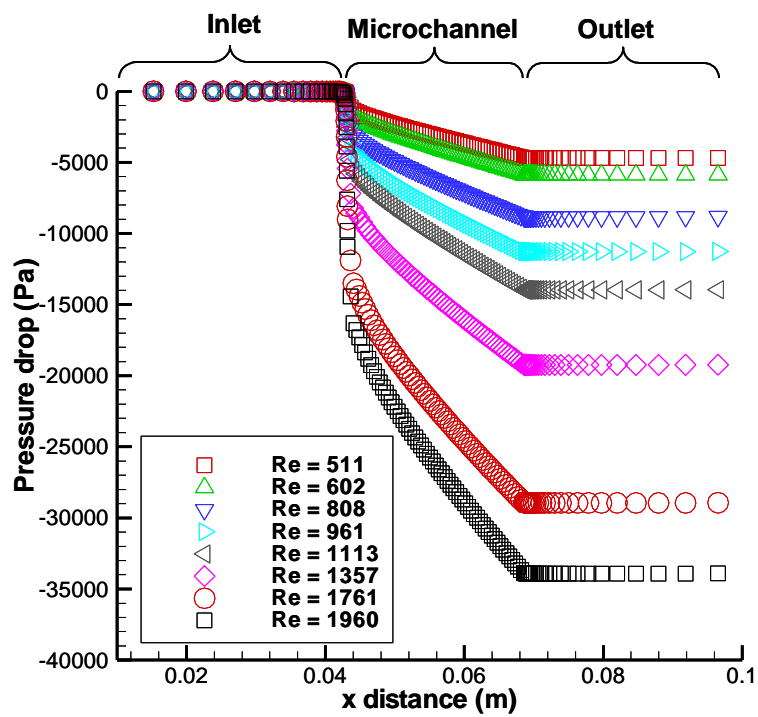 Inlet Microchannel Outlet
0
-5000
-10000
-15000
-20000
-25000
-30000
-35000
-40000
Pressure drop (Pa)
Re = 511
Re = 602
Re = 808
Re = 961
Re = 1113
Re = 1357
Re = 1761
Re = 1960
0.02 0.04 0.06 0.08 0.1
x distance (m)